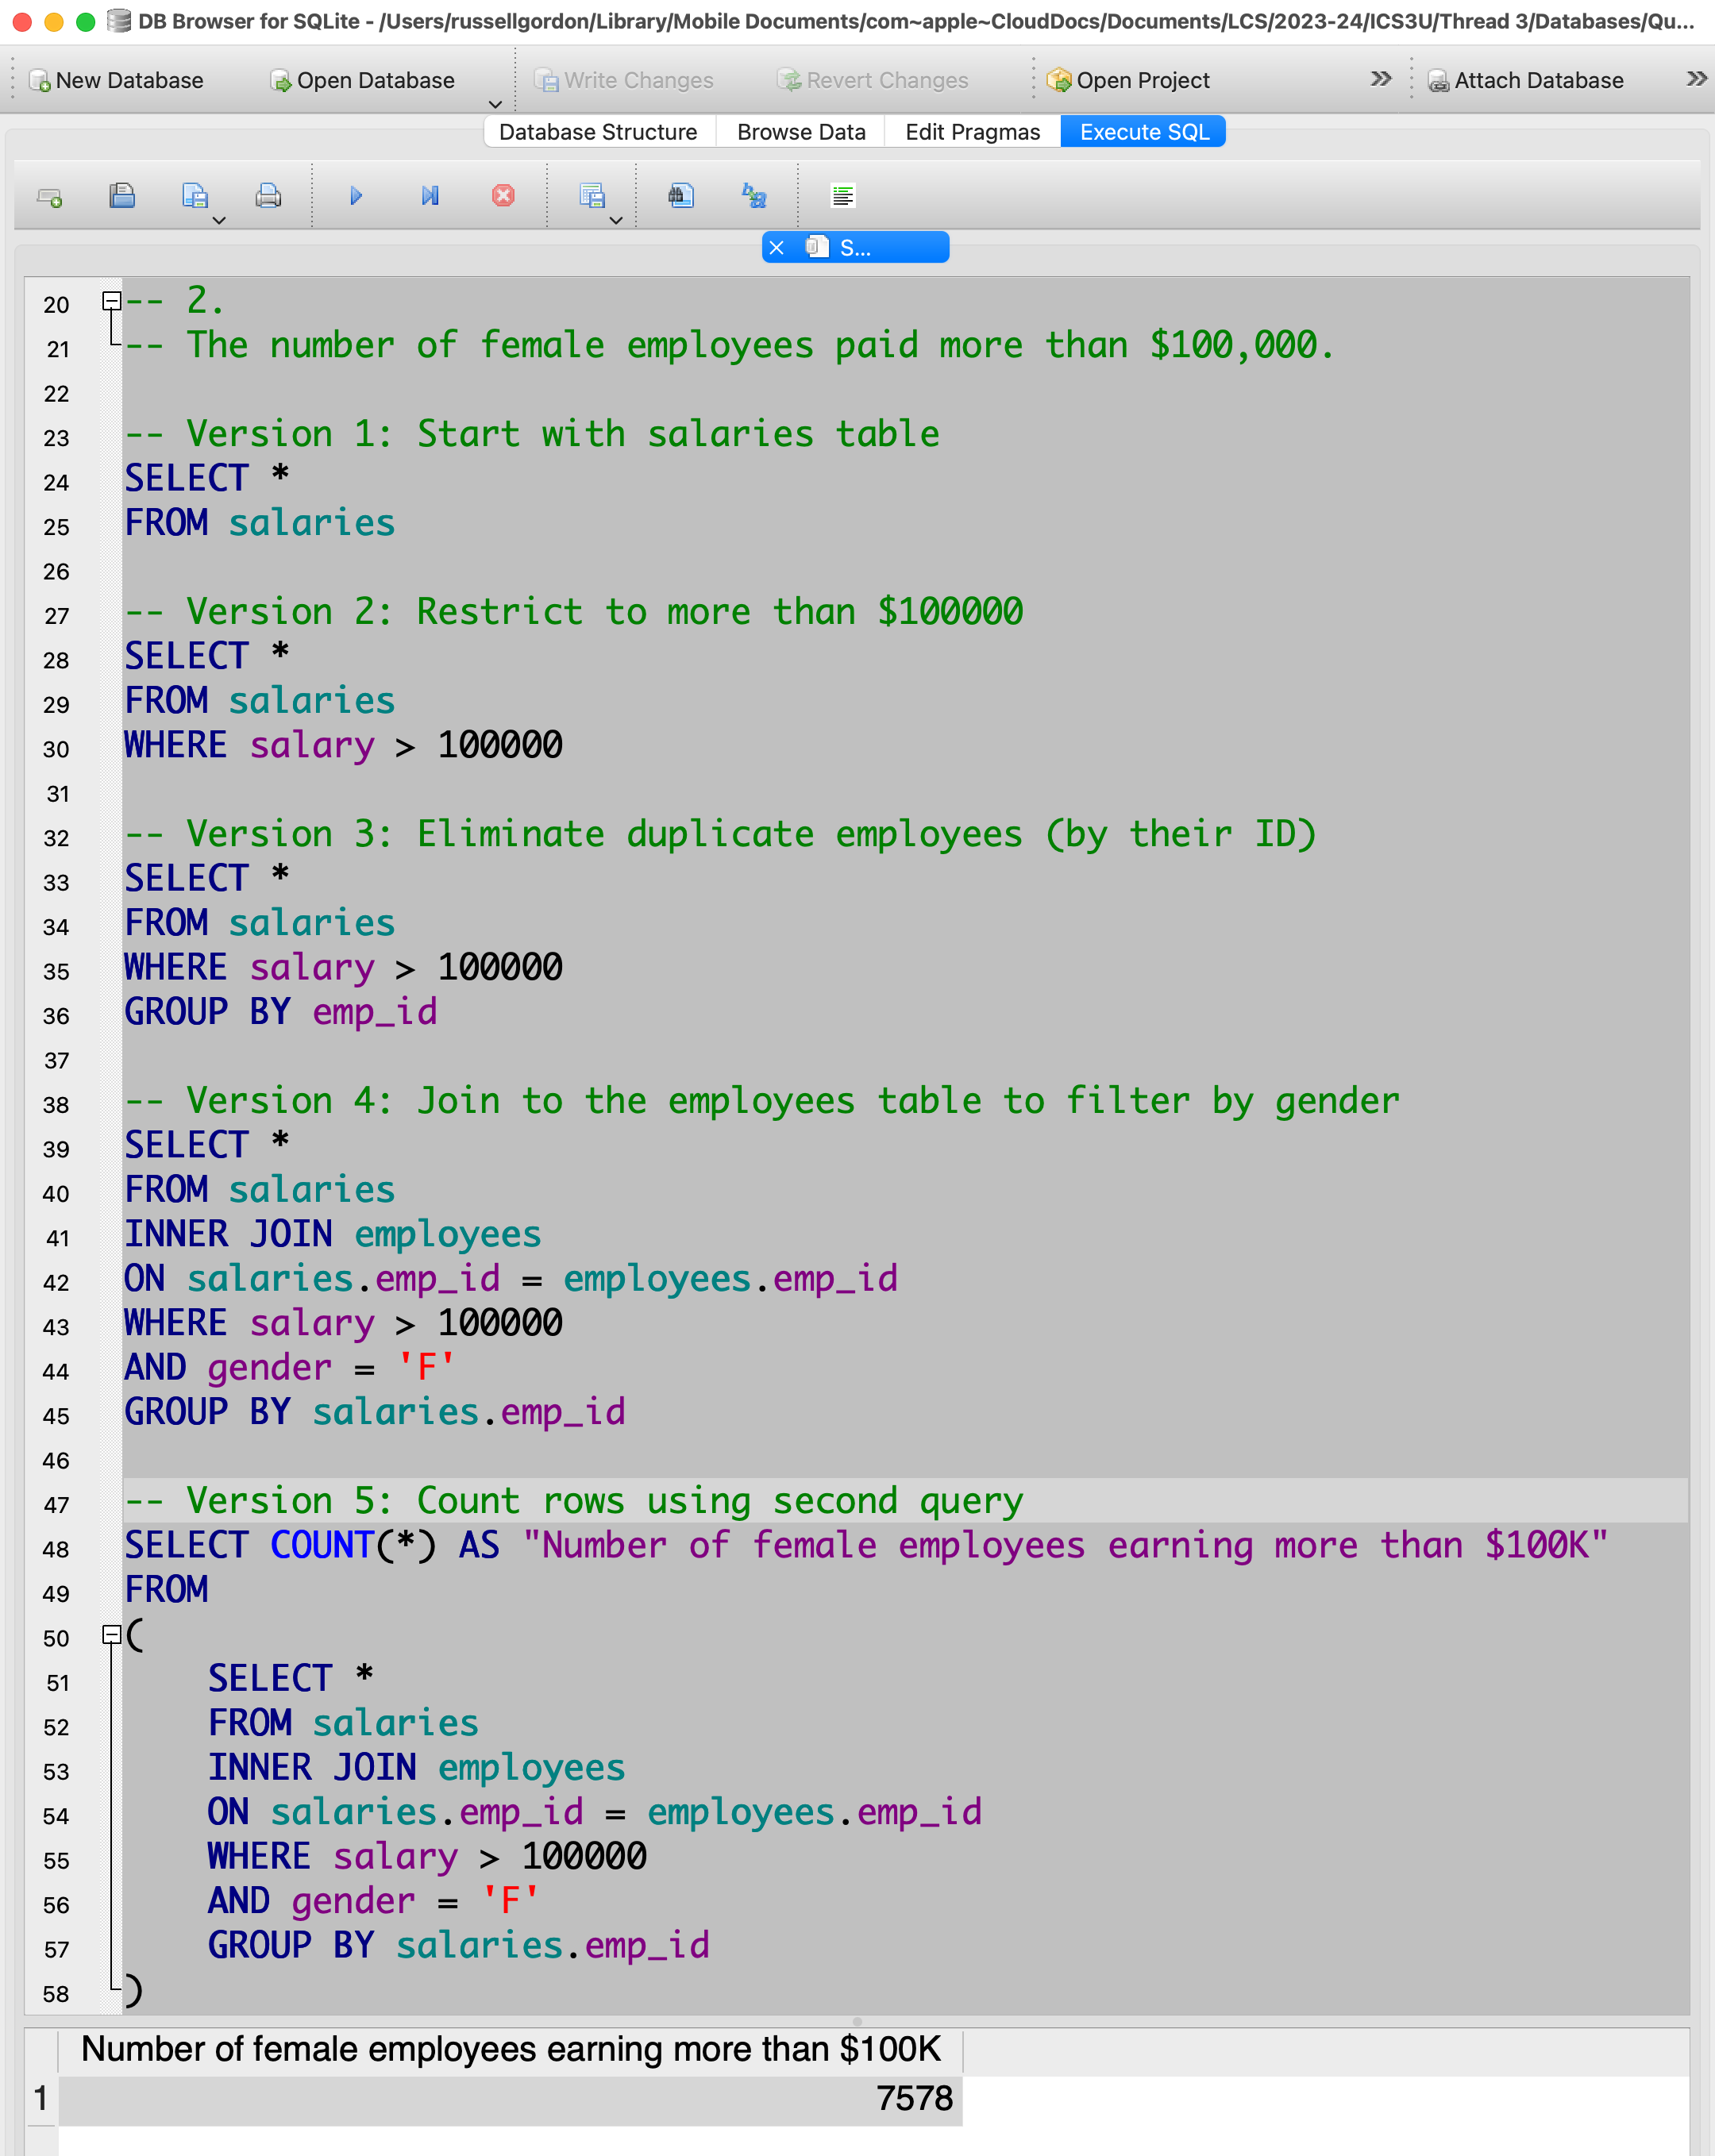 DB Browser for SQLite - /Users/russellgordon/Library/Mobile Documents/com~apple~CloudDocs/Documents/LCS/2023-24/ICS3U/Thread 3/Databases/Qu...
New Database Open Database Write Changes Revert Changes Open Project Attach Database
Database Structure Browse Data Edit Pragmas Execute SQL
S...
20 -- 2.
21 -- The number of female employees paid more than $100,000.
22
23 -- Version 1: Start with salaries table
24 SELECT *
25 FROM salaries
26
27 -- Version 2: Restrict to more than $100000
28 SELECT *
29 FROM salaries
30 WHERE salary > 100000
31
32 -- Version 3: Eliminate duplicate employees (by their ID)
33 SELECT *
34 FROM salaries
35 WHERE salary > 100000
36 GROUP BY emp_id
37
38 -- Version 4: Join to the employees table to filter by gender
39 SELECT *
40 FROM salaries
41 INNER JOIN employees
42 ON salaries.emp_id = employees.emp_id
43 WHERE salary > 100000
44 AND gender = 'F'
45 GROUP BY salaries.emp_id
46
47 -- Version 5: Count rows using second query
48 SELECT COUNT(*) AS "Number of female employees earning more than $100K"
49 FROM
50 (
51 SELECT *
52 FROM salaries
53 INNER JOIN employees
54 ON salaries.emp_id = employees.emp_id
55 WHERE salary > 100000
56 AND gender = 'F'
57 GROUP BY salaries.emp_id
58 )
Number of female employees earning more than $100K
1 7578